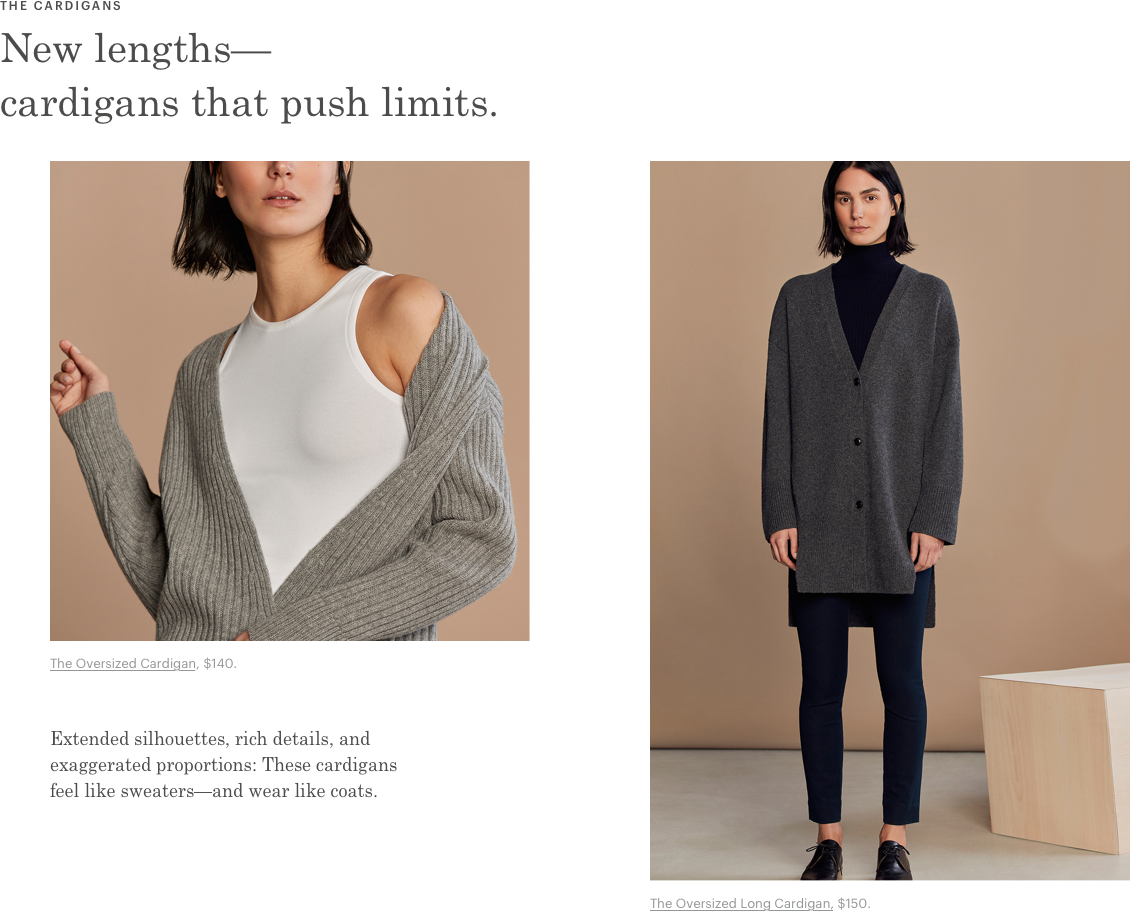 THE CARDIGANS
New lengths—
cardigans that push limits.
The Oversized Cardigan, $140.
Extended silhouettes, rich details, and
exaggerated proportions: These cardigans
feel like sweaters—and wear like coats.
The Oversized Long Cardigan, $150.